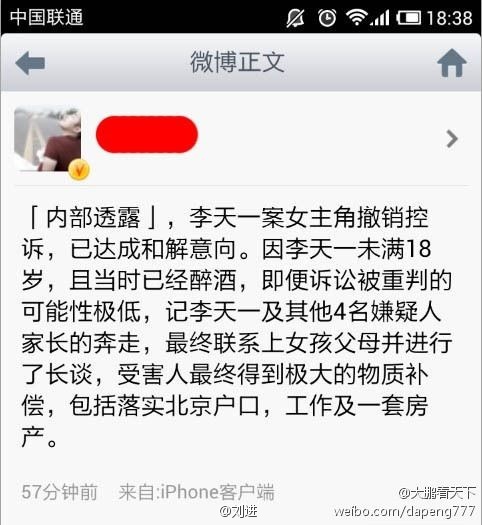 中国联通 18:38
微博正文
「内部透露」，李天一案女主角撤销控
诉，已达成和解意向。因李天一未满18
岁，且当时已经醉酒，即便诉讼被重判的
可能性极低，记李天一及其他4名嫌疑人
家长的奔走，最终联系上女孩父母并进行
了长谈，受害人最终得到极大的物质补
偿，包括落实北京户口，工作及一套房
产。
57分钟前 来自:iPhone客户端
@大鹏看天下
@刘进
weibo.com/dapeng777